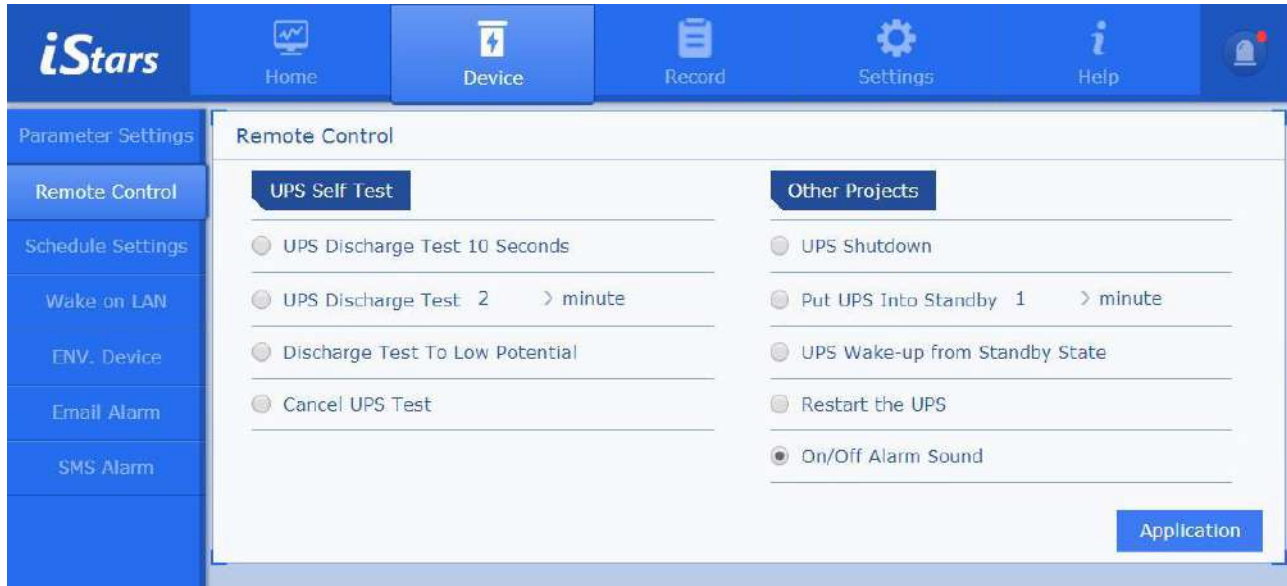 iStars
Home
Device
Record
Settings
Help
Parameter Settings
Remote Control
Schedule Settings
Wake on LAN
ENV. Device
Email Alarm
SMS Alarm
Remote Control
UPS Self Test
UPS Discharge Test 10 Seconds
UPS Discharge Test 2 > minute
Discharge Test To Low Potential
Cancel UPS Test
Other Projects
UPS Shutdown
Put UPS Into Standby 1 > minute
UPS Wake-up from Standby State
Restart the UPS
On/Off Alarm Sound
Application